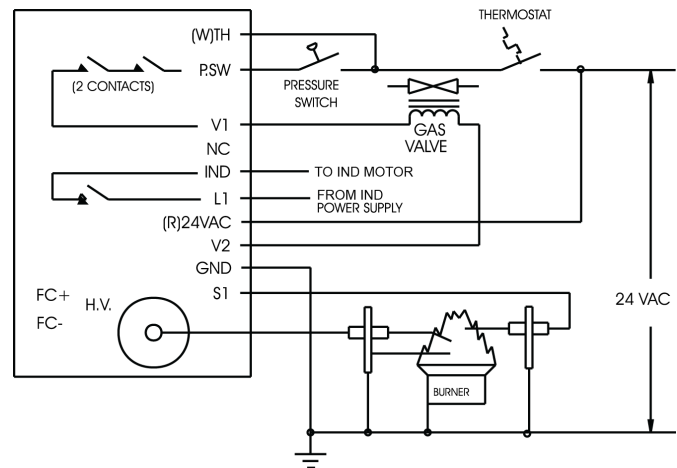 THERMOSTAT
(W)TH
P.SW
(2 CONTACTS)
PRESSURE
SWITCH
V1
GAS
VALVE
NC
IND
TO IND MOTOR
L1
FROM IND
POWER SUPPLY
(R)24VAC
V2
GND
S1
FC+
H.V.
FC-
24 VAC
BURNER